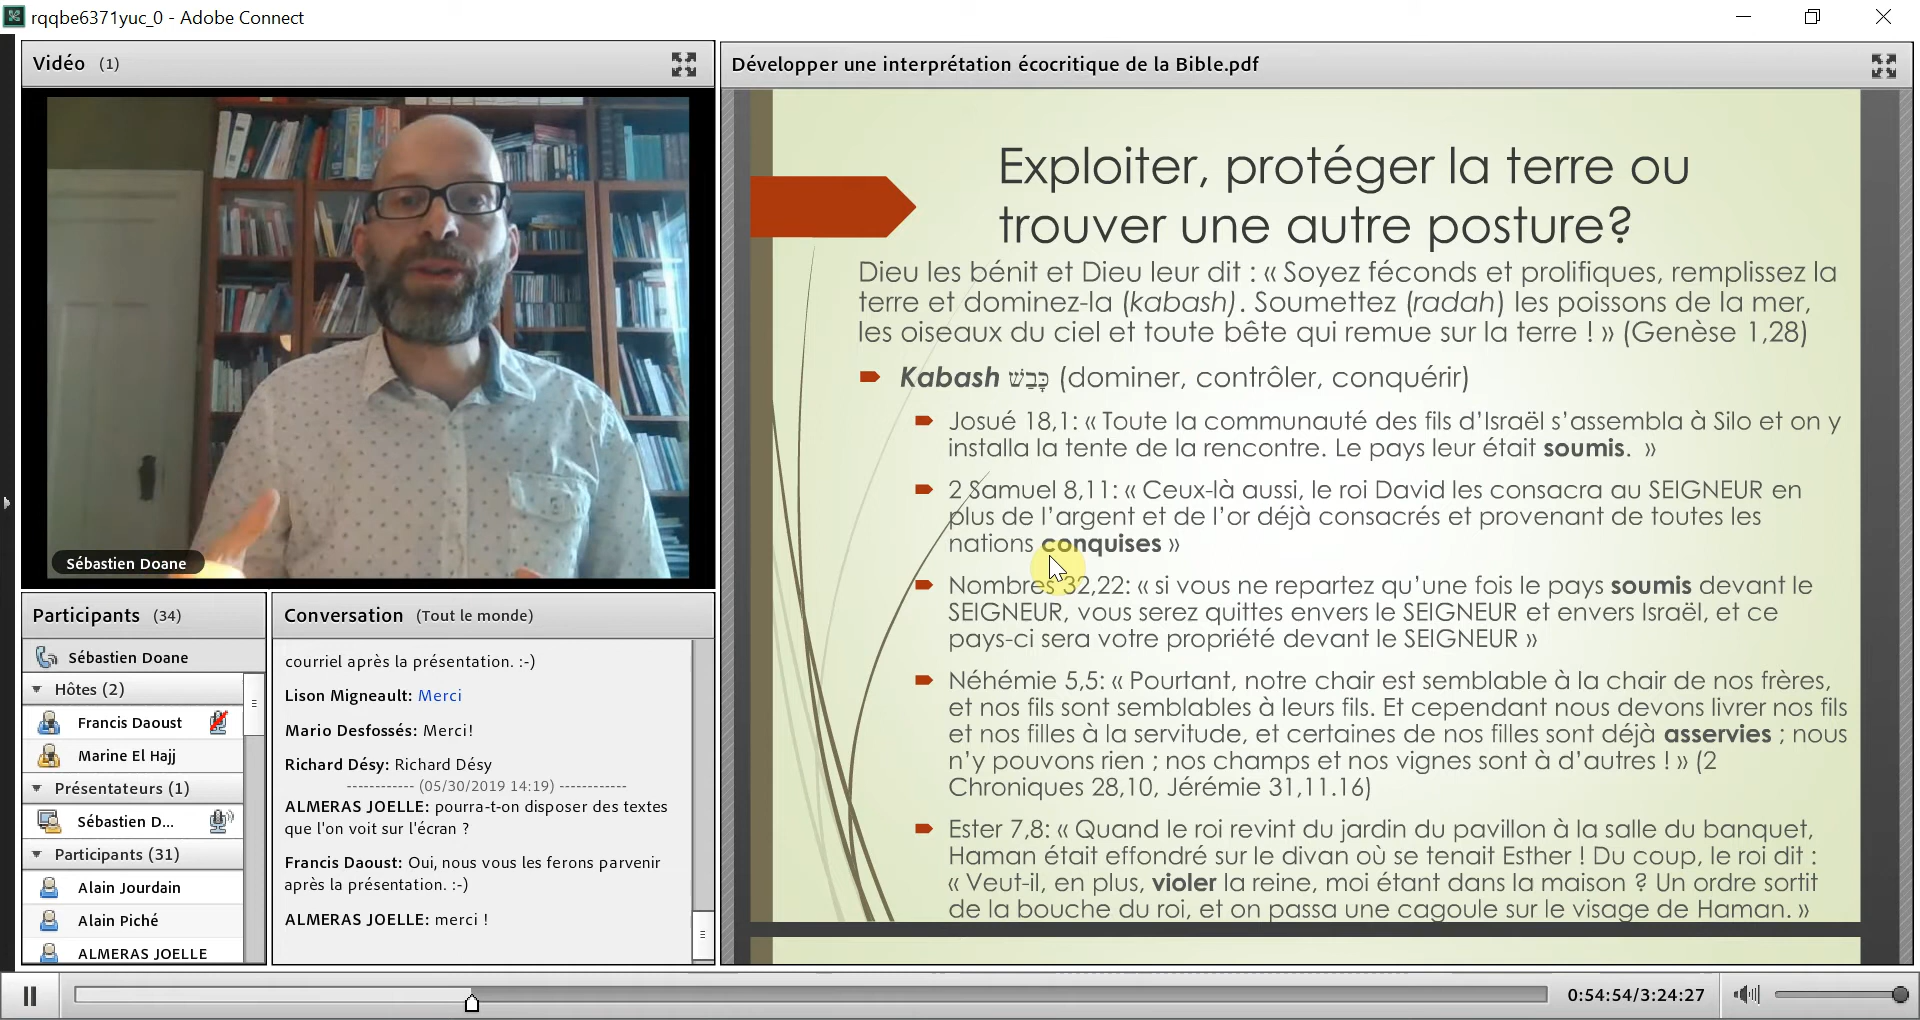 rqqbe6371yuc_0 - Adobe Connect
Vidéo (1)
Sébastien Doane
Participants (34)
Sébastien Doane
Hôtes (2)
Francis Daoust
Marine El Hajj
Présentateurs (1)
Sébastien D...
Participants (31)
Alain Jourdain
Alain Piché
ALMERAS JOELLE
Conversation (Tout le monde)
courriel après la présentation. :-)
Lison Migneault: Merci
Mario Desfossés: Merci!
Richard Désy: Richard Désy
------------ (05/30/2019 14:19) ------------
ALMERAS JOELLE: pourra-t-on disposer des textes
que l'on voit sur l'écran ?
Francis Daoust: Oui, nous vous les ferons parvenir
après la présentation. :-)
ALMERAS JOELLE: merci !
Développer une interprétation écocritique de la Bible.pdf
Exploiter, protéger la terre ou
trouver une autre posture?
Dieu les bénit et Dieu leur dit : « Soyez féconds et prolifiques, remplissez la
terre et dominez-la (kabash). Soumettez (radah) les poissons de la mer,
les oiseaux du ciel et toute bête qui remue sur la terre ! » (Genèse 1,28)
Kabash כָּבַשׁ (dominer, contrôler, conquérir)
Josué 18,1: « Toute la communauté des fils d’Israël s’assembla à Silo et on y
installa la tente de la rencontre. Le pays leur était soumis. »
2 Samuel 8,11: « Ceux-là aussi, le roi David les consacra au SEIGNEUR en
plus de l’argent et de l’or déjà consacrés et provenant de toutes les
nations conquises »
Nombres 32,22: « si vous ne repartez qu’une fois le pays soumis devant le
SEIGNEUR, vous serez quittes envers le SEIGNEUR et envers Israël, et ce
pays-ci sera votre propriété devant le SEIGNEUR »
Néhémie 5,5: « Pourtant, notre chair est semblable à la chair de nos frères,
et nos fils sont semblables à leurs fils. Et cependant nous devons livrer nos fils
et nos filles à la servitude, et certaines de nos filles sont déjà asservies ; nous
n’y pouvons rien ; nos champs et nos vignes sont à d’autres ! » (2
Chroniques 28,10, Jérémie 31,11.16)
Ester 7,8: « Quand le roi revint du jardin du pavillon à la salle du banquet,
Haman était effondré sur le divan où se tenait Esther ! Du coup, le roi dit :
« Veut-il, en plus, violer la reine, moi étant dans la maison ? Un ordre sortit
de la bouche du roi, et on passa une cagoule sur le visage de Haman. »
0:54:54/3:24:27